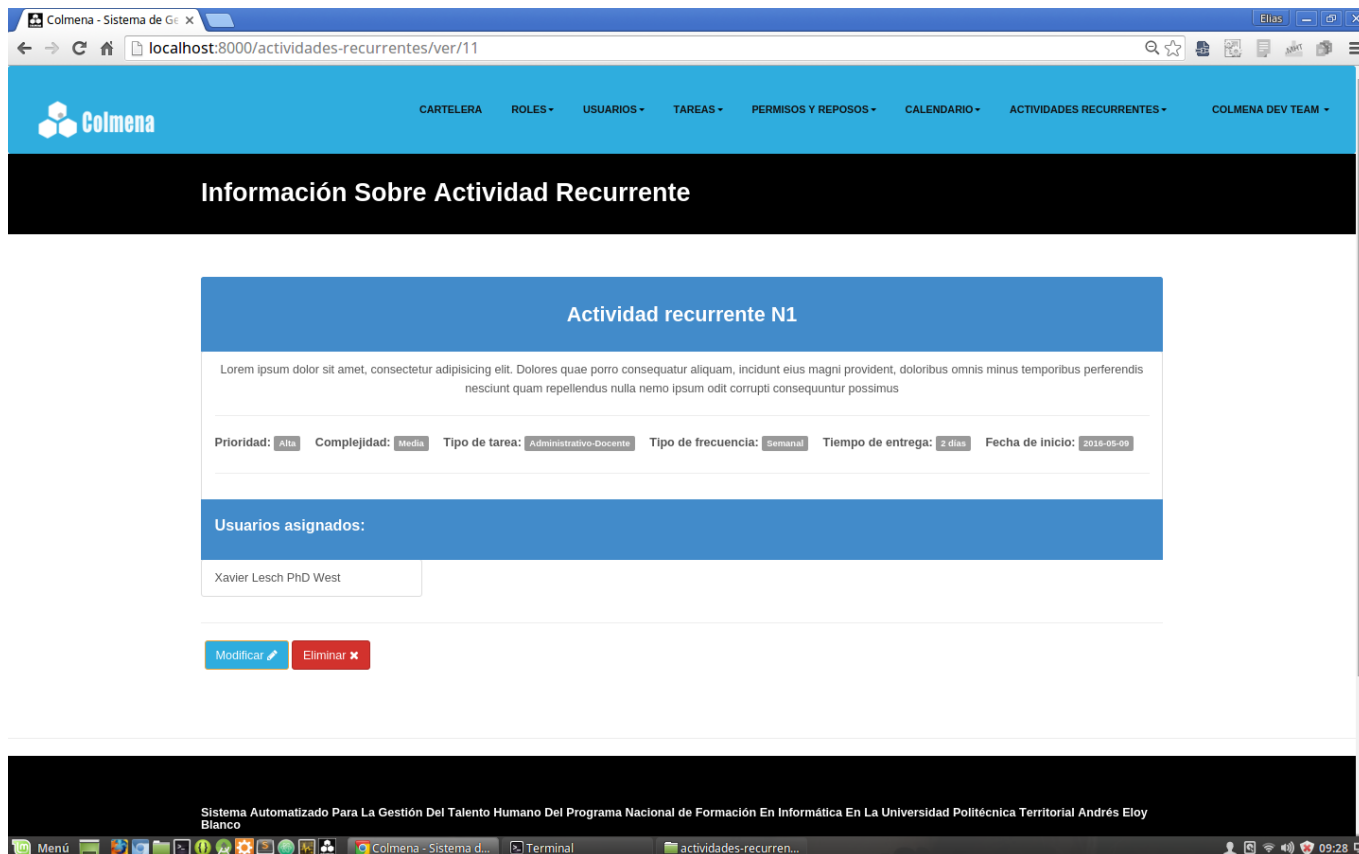 Colmena - Sistema de Ge
Elias
localhost:8000/actividades-recurrentes/ver/11
Colmena
CARTELERA ROLES USUARIOS TAREAS PERMISOS Y REPOSOS CALENDARIO ACTIVIDADES RECURRENTES COLMENA DEV TEAM
Información Sobre Actividad Recurrente
Actividad recurrente N1
Lorem ipsum dolor sit amet, consectetur adipisicing elit. Dolores quae porro consequatur aliquam, incidunt eius magni provident, doloribus omnis minus temporibus perferendis
nesciunt quam repellendus nulla nemo ipsum odit corrupti consequuntur possimus
Prioridad: Alta Complejidad: Media Tipo de tarea: Administrativo-Docente Tipo de frecuencia: Semanal Tiempo de entrega: 2 días Fecha de inicio: 2016-05-09
Usuarios asignados:
Xavier Lesch PhD West
Modificar Eliminar
Sistema Automatizado Para La Gestión Del Talento Humano Del Programa Nacional de Formación En Informática En La Universidad Politécnica Territorial Andrés Eloy
Blanco
Menú Colmena - Sistema d... Terminal actividades-recurren... 09:28